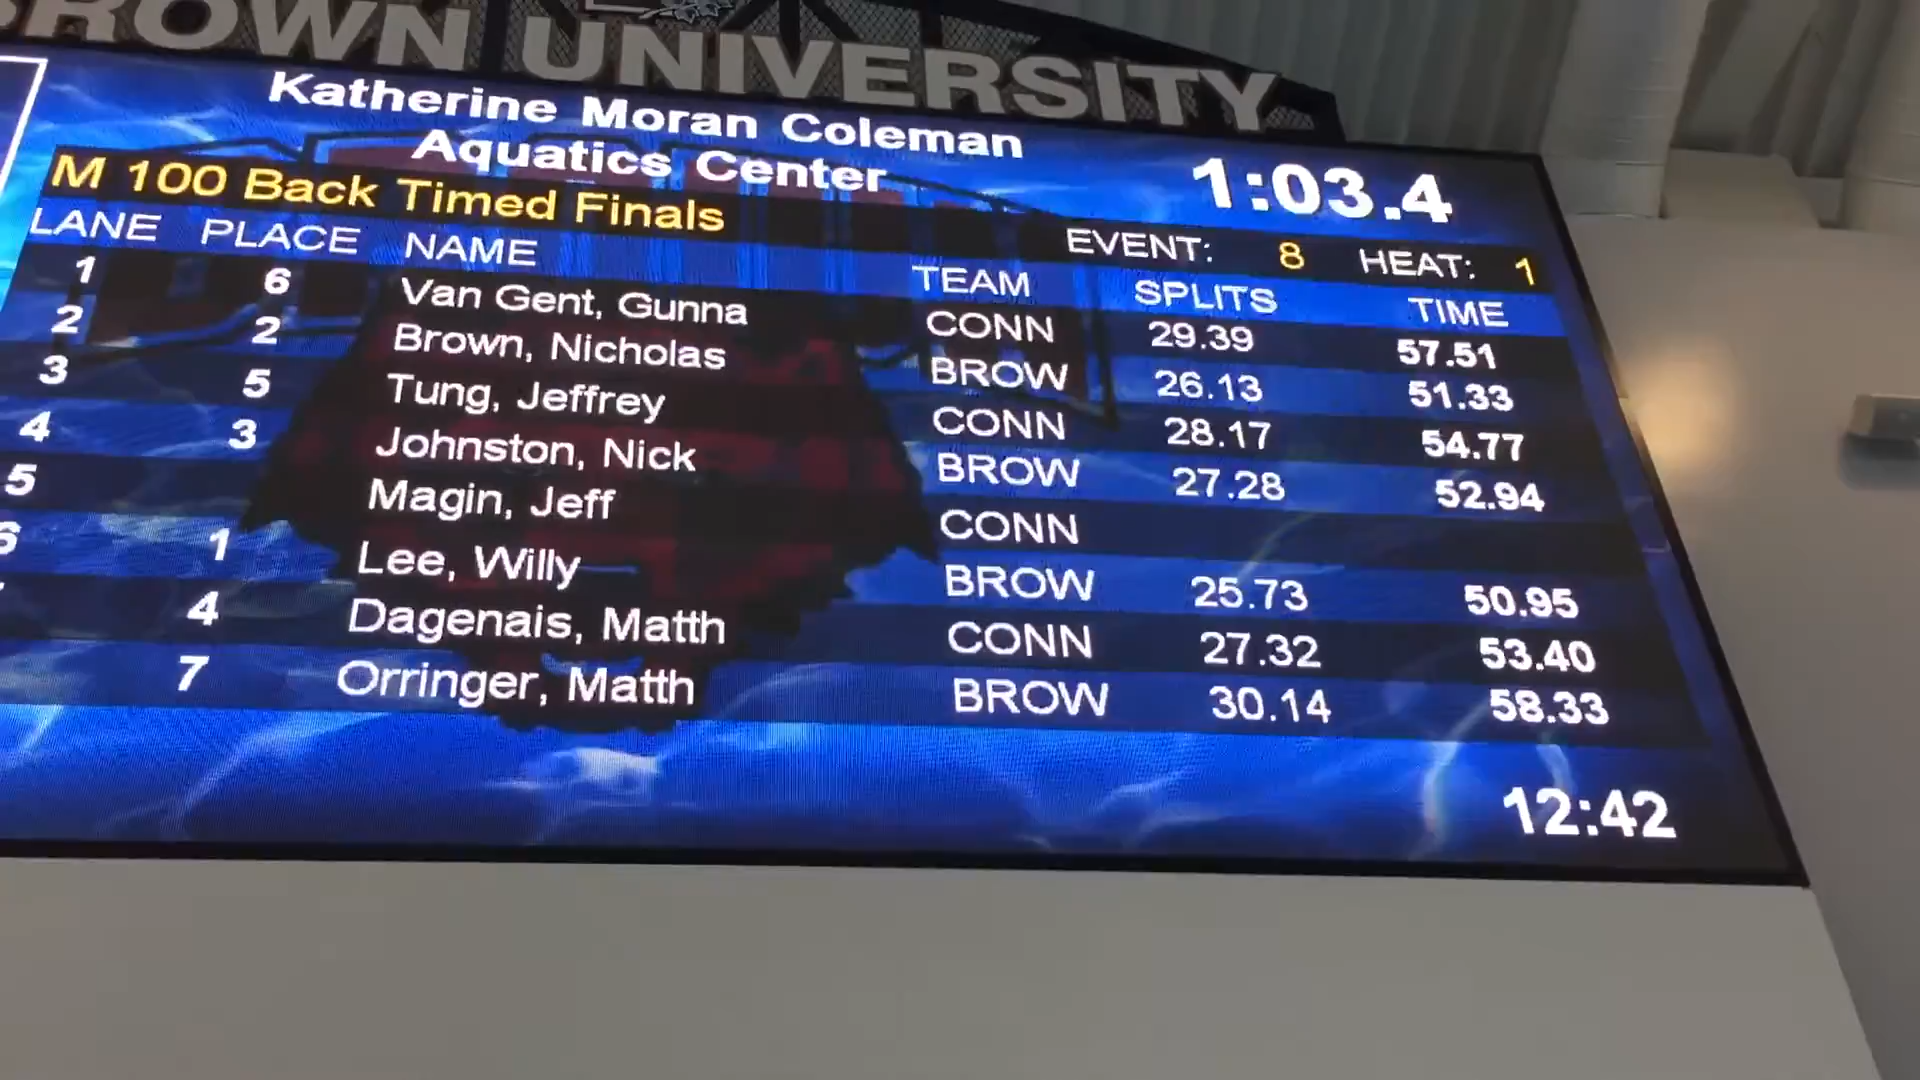 BROWN UNIVERSITY
Katherine Moran Coleman
Aquatics Center
1:03.4
M 100 Back Timed Finals
EVENT: 8 HEAT: 1
LANE PLACE NAME TEAM SPLITS TIME
1 6 Van Gent, Gunna CONN 29.39 57.51
2 2 Brown, Nicholas BROW 26.13 51.33
3 5 Tung, Jeffrey CONN 28.17 54.77
4 3 Johnston, Nick BROW 27.28 52.94
5 Magin, Jeff CONN
6 1 Lee, Willy BROW 25.73 50.95
4 Dagenais, Matth CONN 27.32 53.40
7 Orringer, Matth BROW 30.14 58.33
12:42